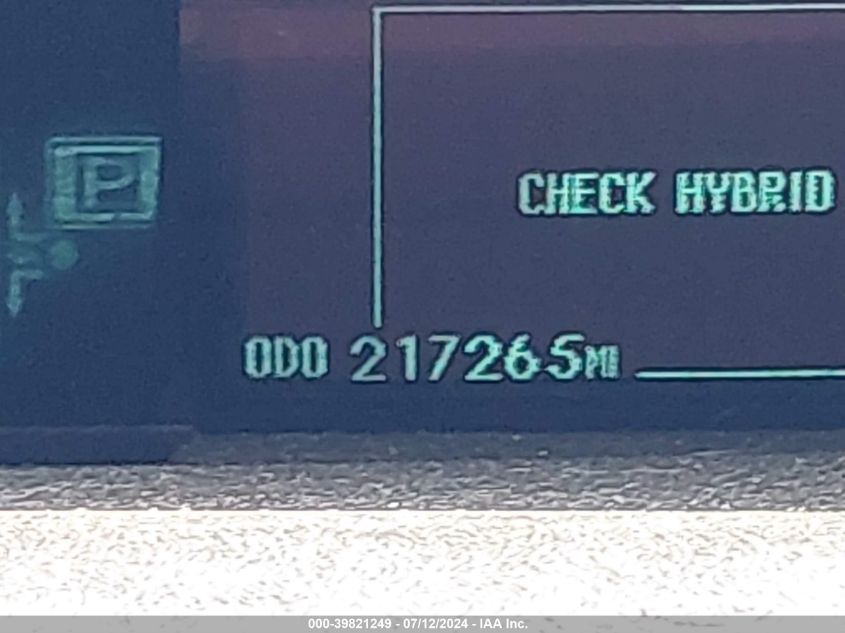 P
CHECK HYBRID
ODO 217265MI
000-39821249 - 07/12/2024 - IAA Inc.